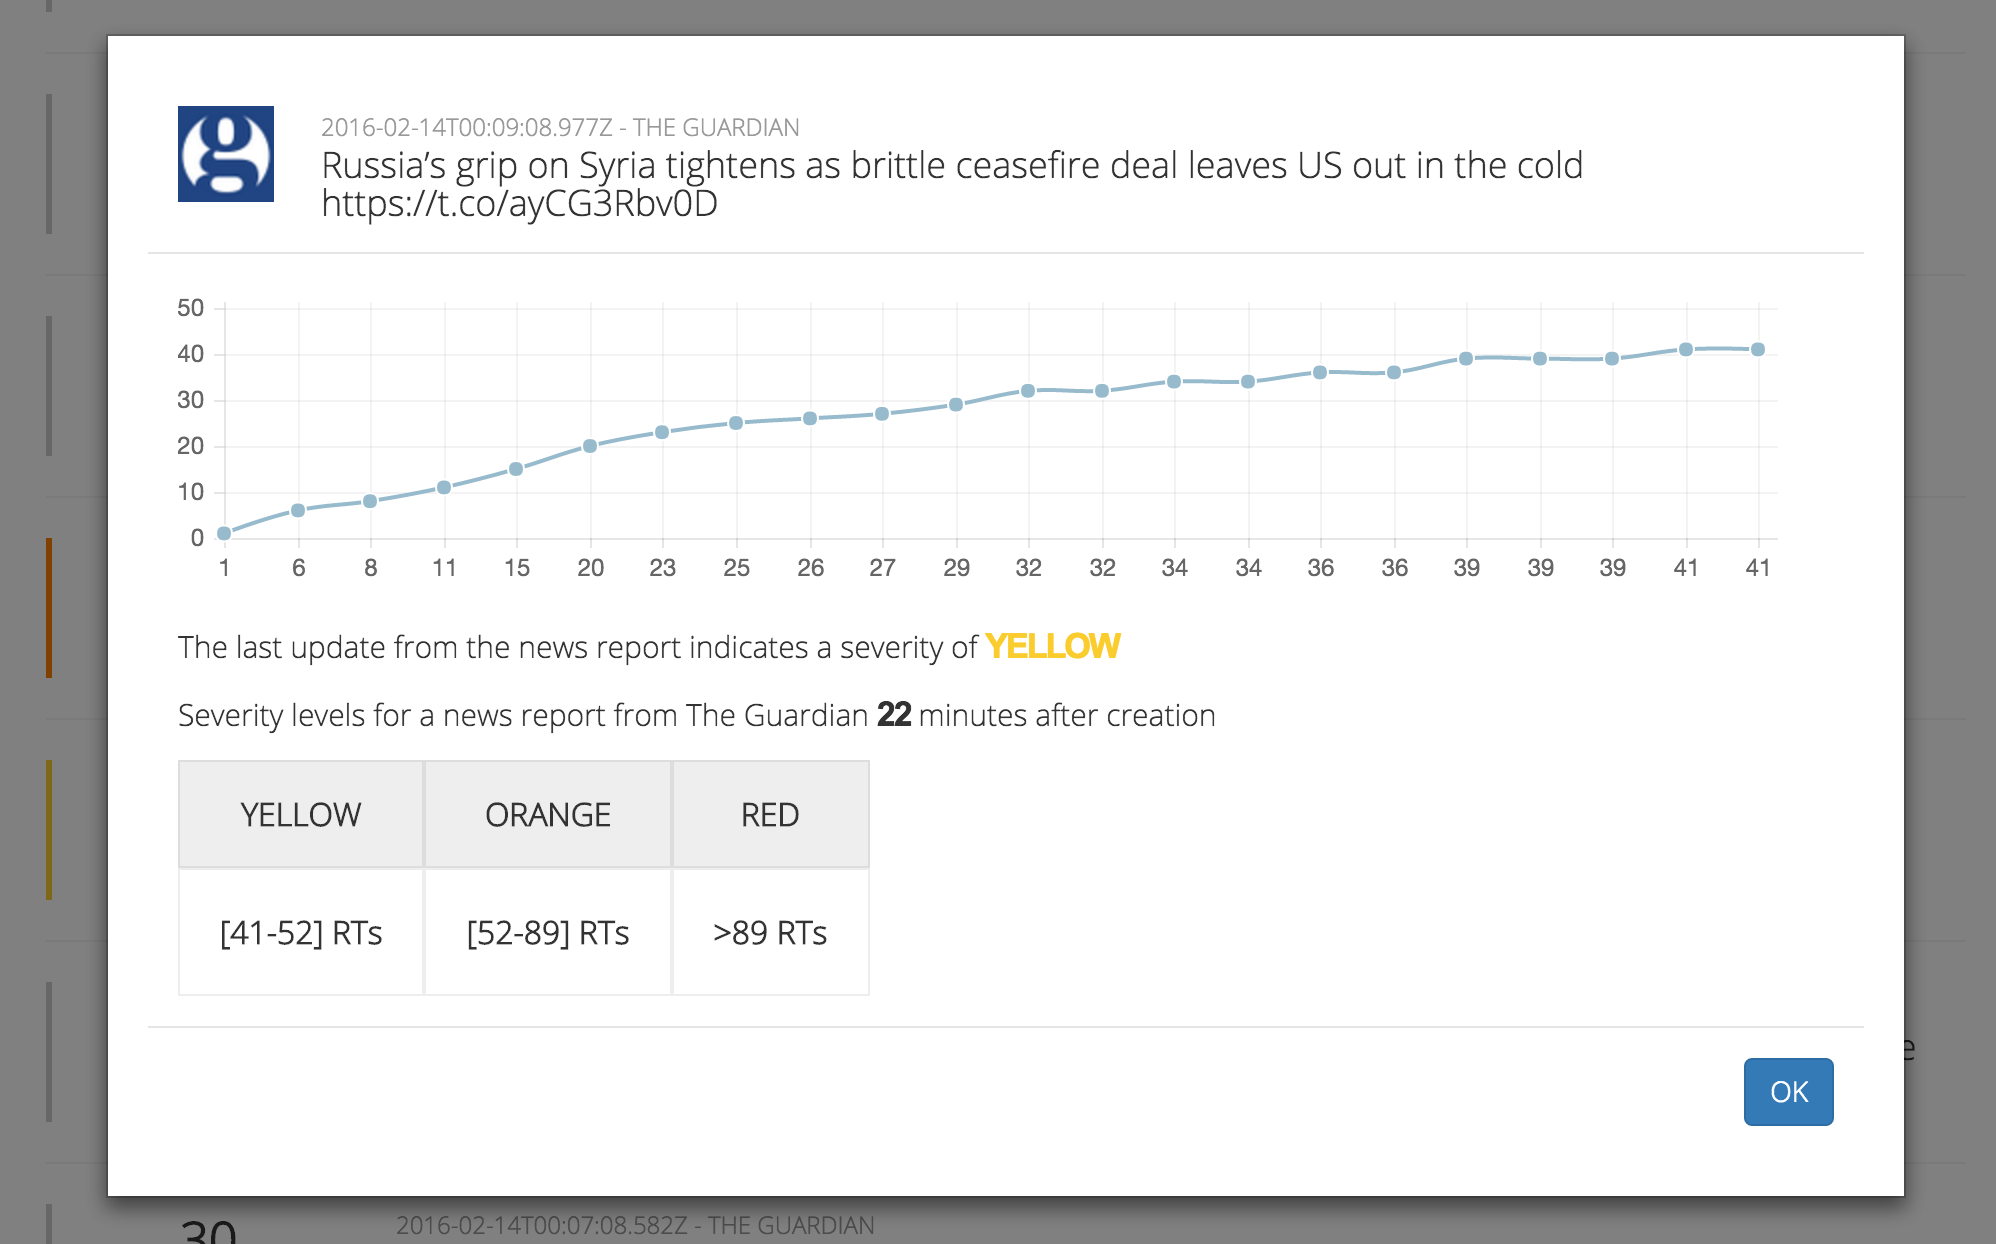 2016-02-14T00:09:08.977Z - THE GUARDIAN
Russia’s grip on Syria tightens as brittle ceasefire deal leaves US out in the cold
https://t.co/ayCG3Rbv0D
50
40
30
20
10
0
1 6 8 11 15 20 23 25 26 27 29 32 32 34 34 36 36 39 39 39 41 41
The last update from the news report indicates a severity of YELLOW
Severity levels for a news report from The Guardian 22 minutes after creation
YELLOW ORANGE RED
[41-52] RTs [52-89] RTs >89 RTs
e
OK
30 2016-02-14T00:07:08.582Z - THE GUARDIAN